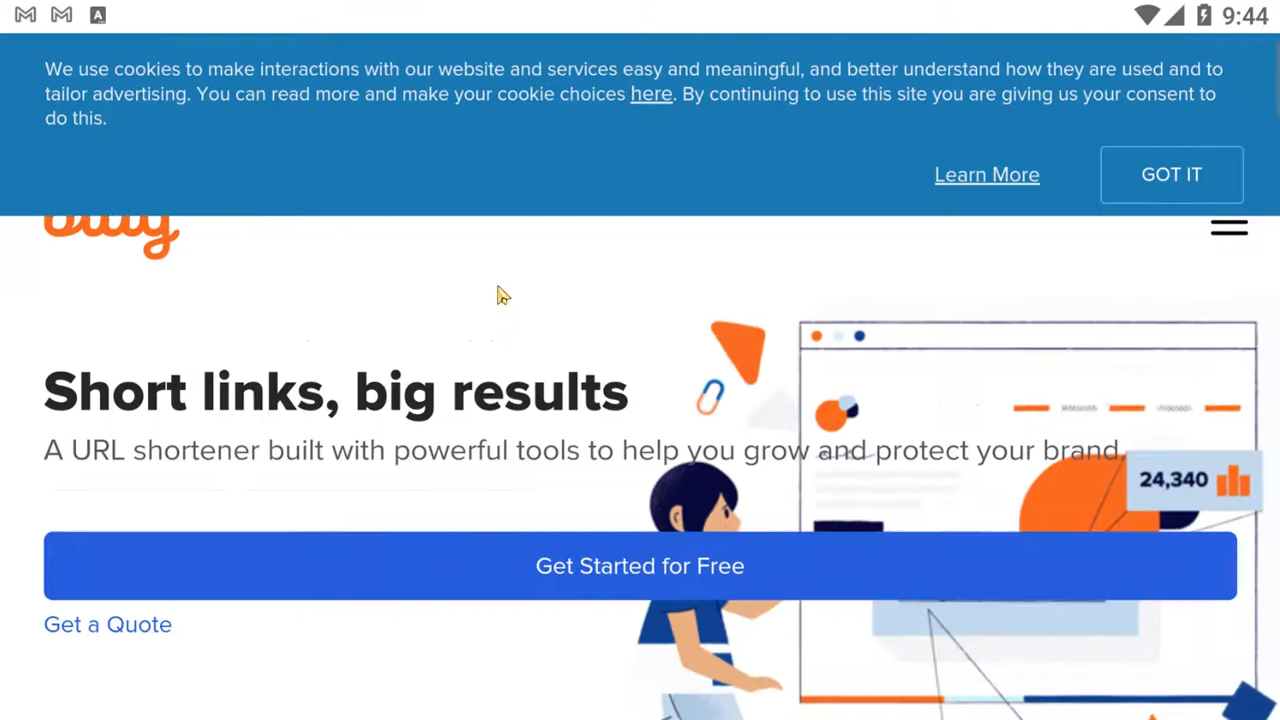 9:44
We use cookies to make interactions with our website and services easy and meaningful, and better understand how they are used and to
tailor advertising. You can read more and make your cookie choices here. By continuing to use this site you are giving us your consent to
do this.
Learn More
GOT IT
bitly
Short links, big results
A URL shortener built with powerful tools to help you grow and protect your brand.
24,340
Get Started for Free
Get a Quote